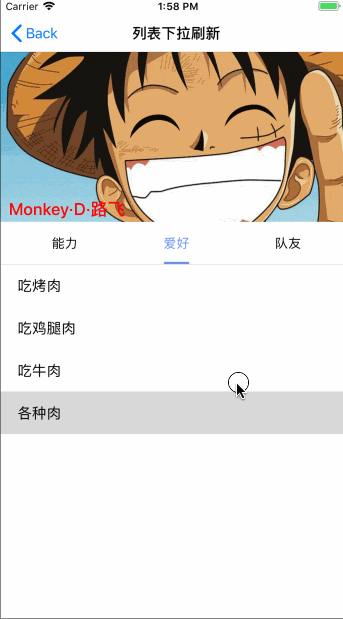 Carrier 1:58 PM
Back 列表下拉刷新
Monkey·D·路飞
能力 爱好 队友
吃烤肉
吃鸡腿肉
吃牛肉
各种肉